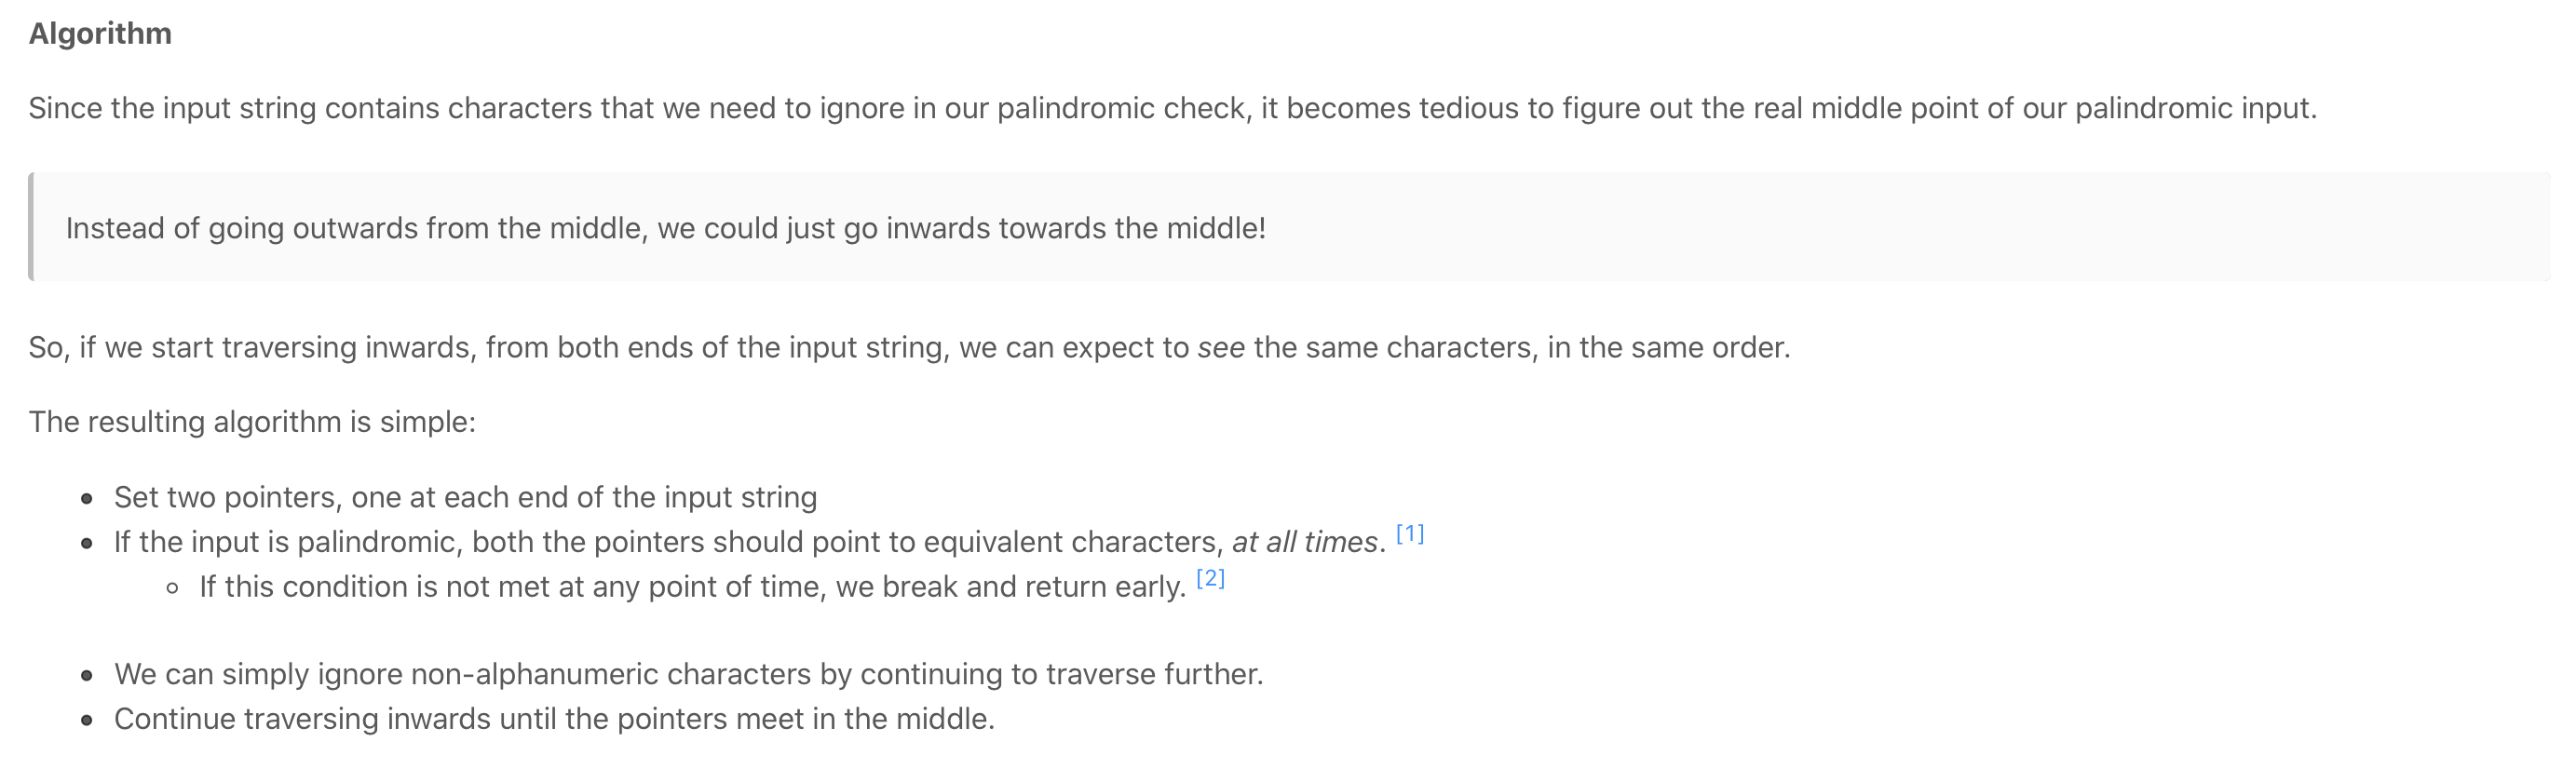 Algorithm
Since the input string contains characters that we need to ignore in our palindromic check, it becomes tedious to figure out the real middle point of our palindromic input.
Instead of going outwards from the middle, we could just go inwards towards the middle!
So, if we start traversing inwards, from both ends of the input string, we can expect to see the same characters, in the same order.
The resulting algorithm is simple:
• Set two pointers, one at each end of the input string
• If the input is palindromic, both the pointers should point to equivalent characters, at all times. [1]
◦ If this condition is not met at any point of time, we break and return early. [2]
• We can simply ignore non-alphanumeric characters by continuing to traverse further.
• Continue traversing inwards until the pointers meet in the middle.